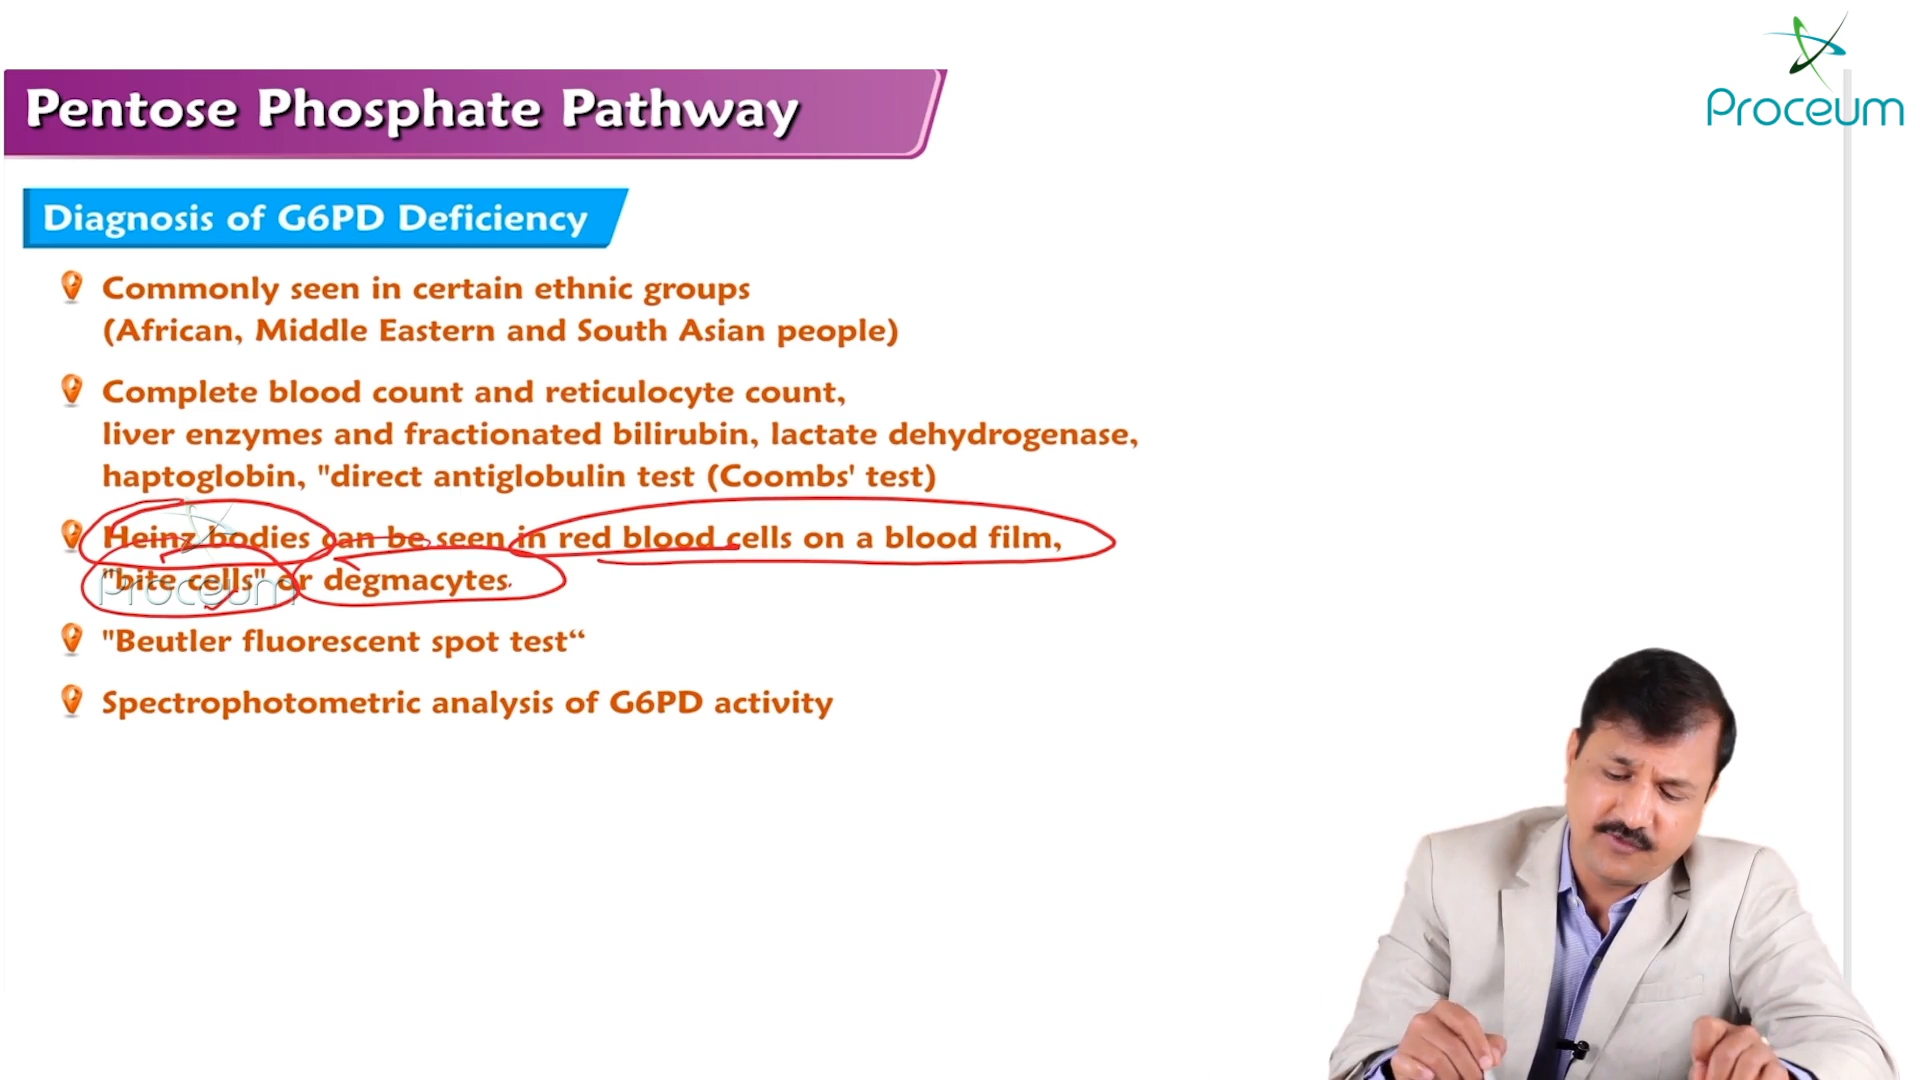 Proceum
Pentose Phosphate Pathway
Diagnosis of G6PD Deficiency
Commonly seen in certain ethnic groups
(African, Middle Eastern and South Asian people)
Complete blood count and reticulocyte count,
liver enzymes and fractionated bilirubin, lactate dehydrogenase,
haptoglobin, "direct antiglobulin test (Coombs' test)
Heinz bodies can be seen in red blood cells on a blood film,
"bite cells" or degmacytes.
Proceum
"Beutler fluorescent spot test“
Spectrophotometric analysis of G6PD activity